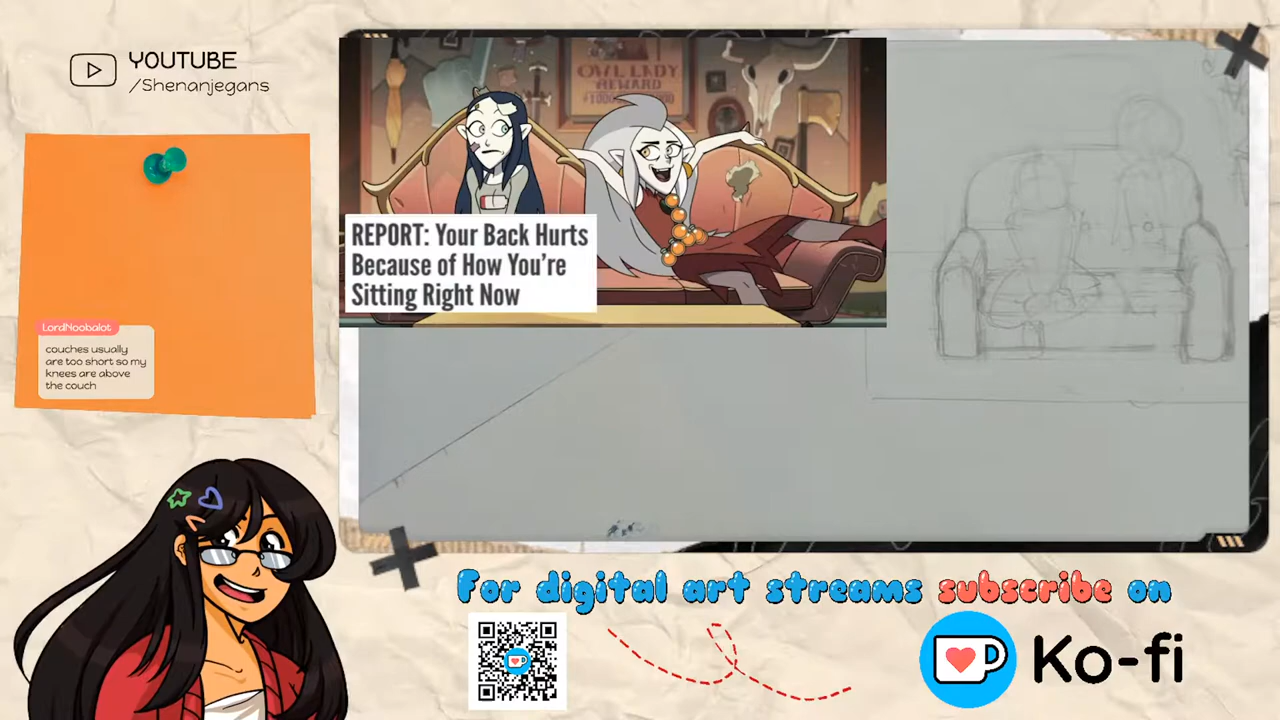 YOUTUBE
/Shenanjegans
LordNoobalot
couches usually
are too short so my
knees are above
the couch
OWL LADY
REWARD
REPORT: Your Back Hurts
Because of How You're
Sitting Right Now
For digital art streams subscribe on
Ko-fi